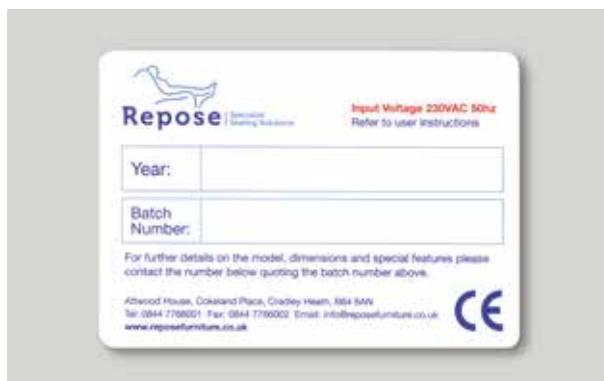 Repose
Specialist
Seating Solutions
Input Voltage 230VAC 50hz
Refer to user instructions
Year:
Batch
Number:
For further details on the model, dimensions and special features please
contact the number below quoting the batch number above.
Attwood House, Cokeland Place, Cradley Heath, B64 5AN
Tel: 0844 7766001 Fax: 0844 7766002 Email: info@reposefurniture.co.uk
www.reposefurniture.co.uk
CE